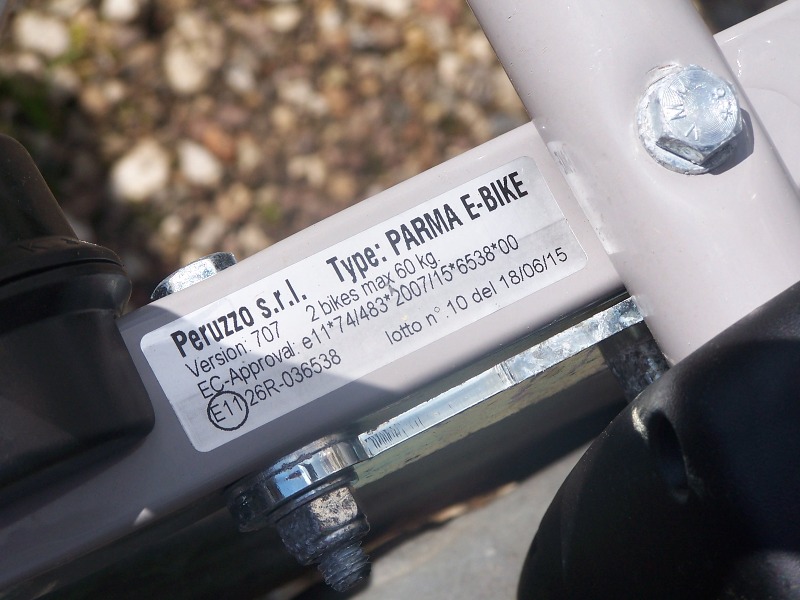 Peruzzo s.r.l. Type: PARMA E-BIKE
Version: 707 2 bikes max 60 kg.
EC-Approval: e11*74/483*2007/15*6538*00
E11 26R-036538 lotto n° 10 del 18/06/15